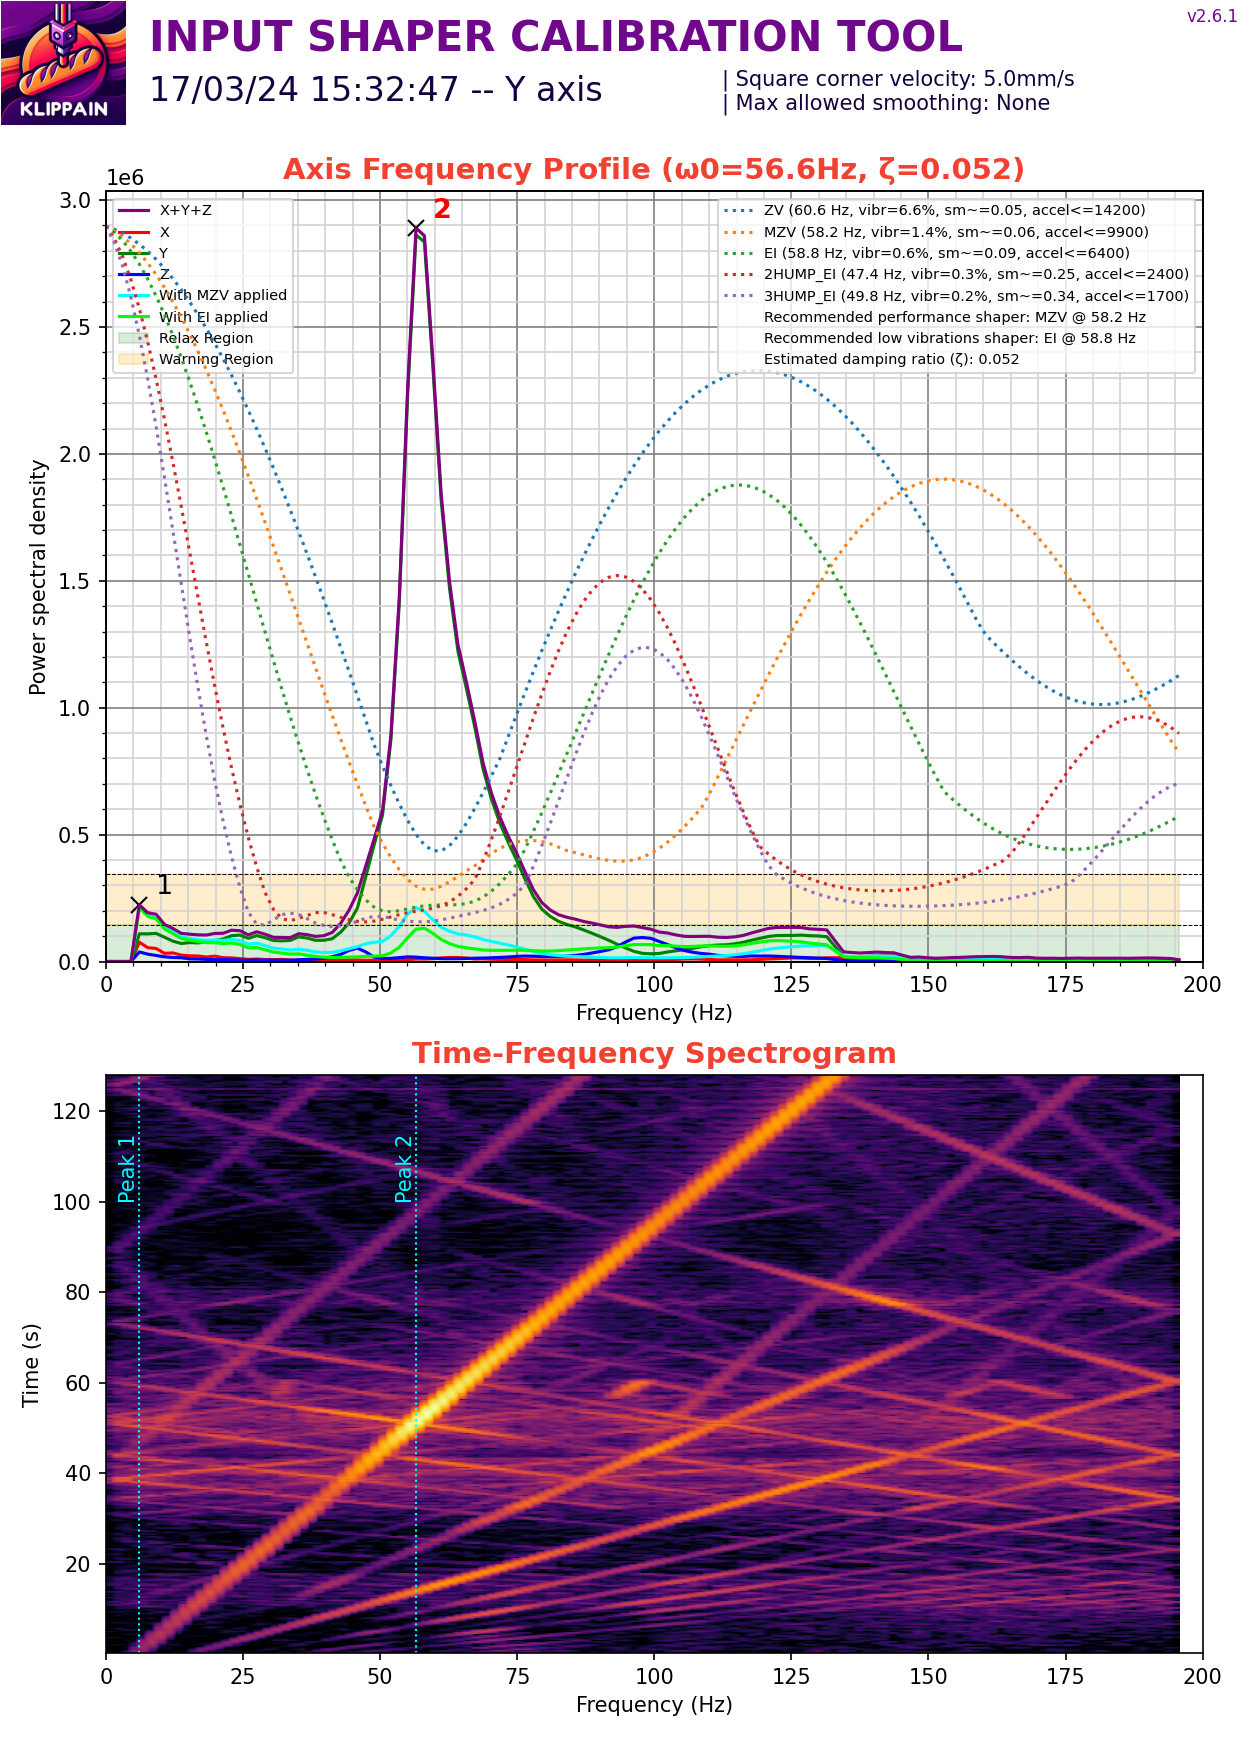 v2.6.1
INPUT SHAPER CALIBRATION TOOL
17/03/24 15:32:47 -- Y axis
| Square corner velocity: 5.0mm/s
| Max allowed smoothing: None
KLIPPAIN
Axis Frequency Profile (ω0=56.6Hz, ζ=0.052)
1e6
3.0
2.5
2.0
1.5
1.0
0.5
0.0
Power spectral density
X+Y+Z
X
Y
Z
With MZV applied
With EI applied
Relax Region
Warning Region
2
1
ZV (60.6 Hz, vibr=6.6%, sm~=0.05, accel<=14200)
MZV (58.2 Hz, vibr=1.4%, sm~=0.06, accel<=9900)
EI (58.8 Hz, vibr=0.6%, sm~=0.09, accel<=6400)
2HUMP_EI (47.4 Hz, vibr=0.3%, sm~=0.25, accel<=2400)
3HUMP_EI (49.8 Hz, vibr=0.2%, sm~=0.34, accel<=1700)
Recommended performance shaper: MZV @ 58.2 Hz
Recommended low vibrations shaper: EI @ 58.8 Hz
Estimated damping ratio (ζ): 0.052
0 25 50 75 100 125 150 175 200
Frequency (Hz)
Time-Frequency Spectrogram
120
100
80
60
40
20
Time (s)
Peak 1
Peak 2
0 25 50 75 100 125 150 175 200
Frequency (Hz)